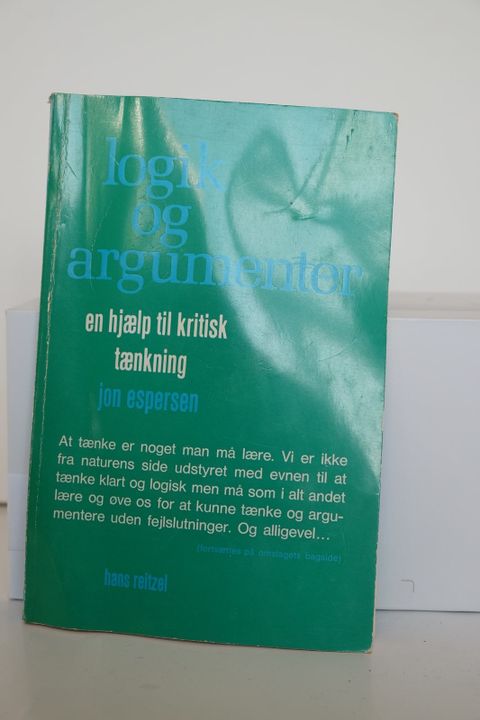 logik
og
argumenter
en hjælp til kritisk
tænkning
jon espersen
At tænke er noget man må lære. Vi er ikke
fra naturens side udstyret med evnen til at
tænke klart og logisk men må som i alt andet
lære og øve os for at kunne tænke og argu-
mentere uden fejlslutninger. Og alligevel...
(fortsættes på omslagets bagside)
hans reitzel